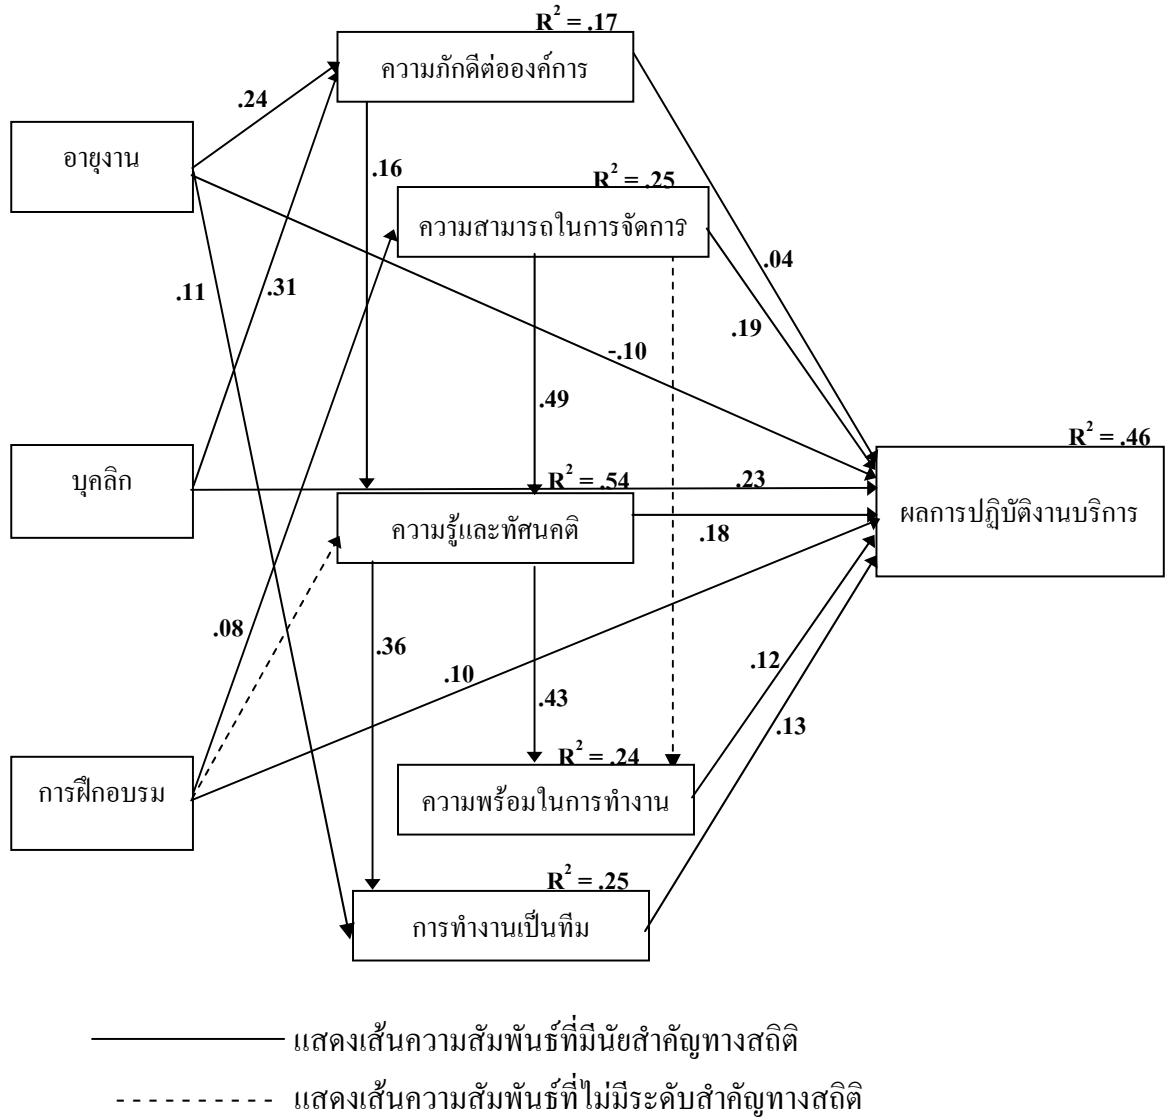 R² = .17
ความภักดีต่อองค์การ
.24
อายุงาน
.16
R² = .25
ความสามารถในการจัดการ
.04
.11
.31
.19
-.10
.49
R² = .46
บุคลิก
R² = .54
.23
ผลการปฏิบัติงานบริการ
ความรู้และทัศนคติ
.18
.08
.36
.10
.12
.43
.13
R² = .24
การฝึกอบรม
ความพร้อมในการทำงาน
R² = .25
การทำงานเป็นทีม
แสดงเส้นความสัมพันธ์ที่มีนัยสำคัญทางสถิติ
แสดงเส้นความสัมพันธ์ที่ไม่มีระดับสำคัญทางสถิติ